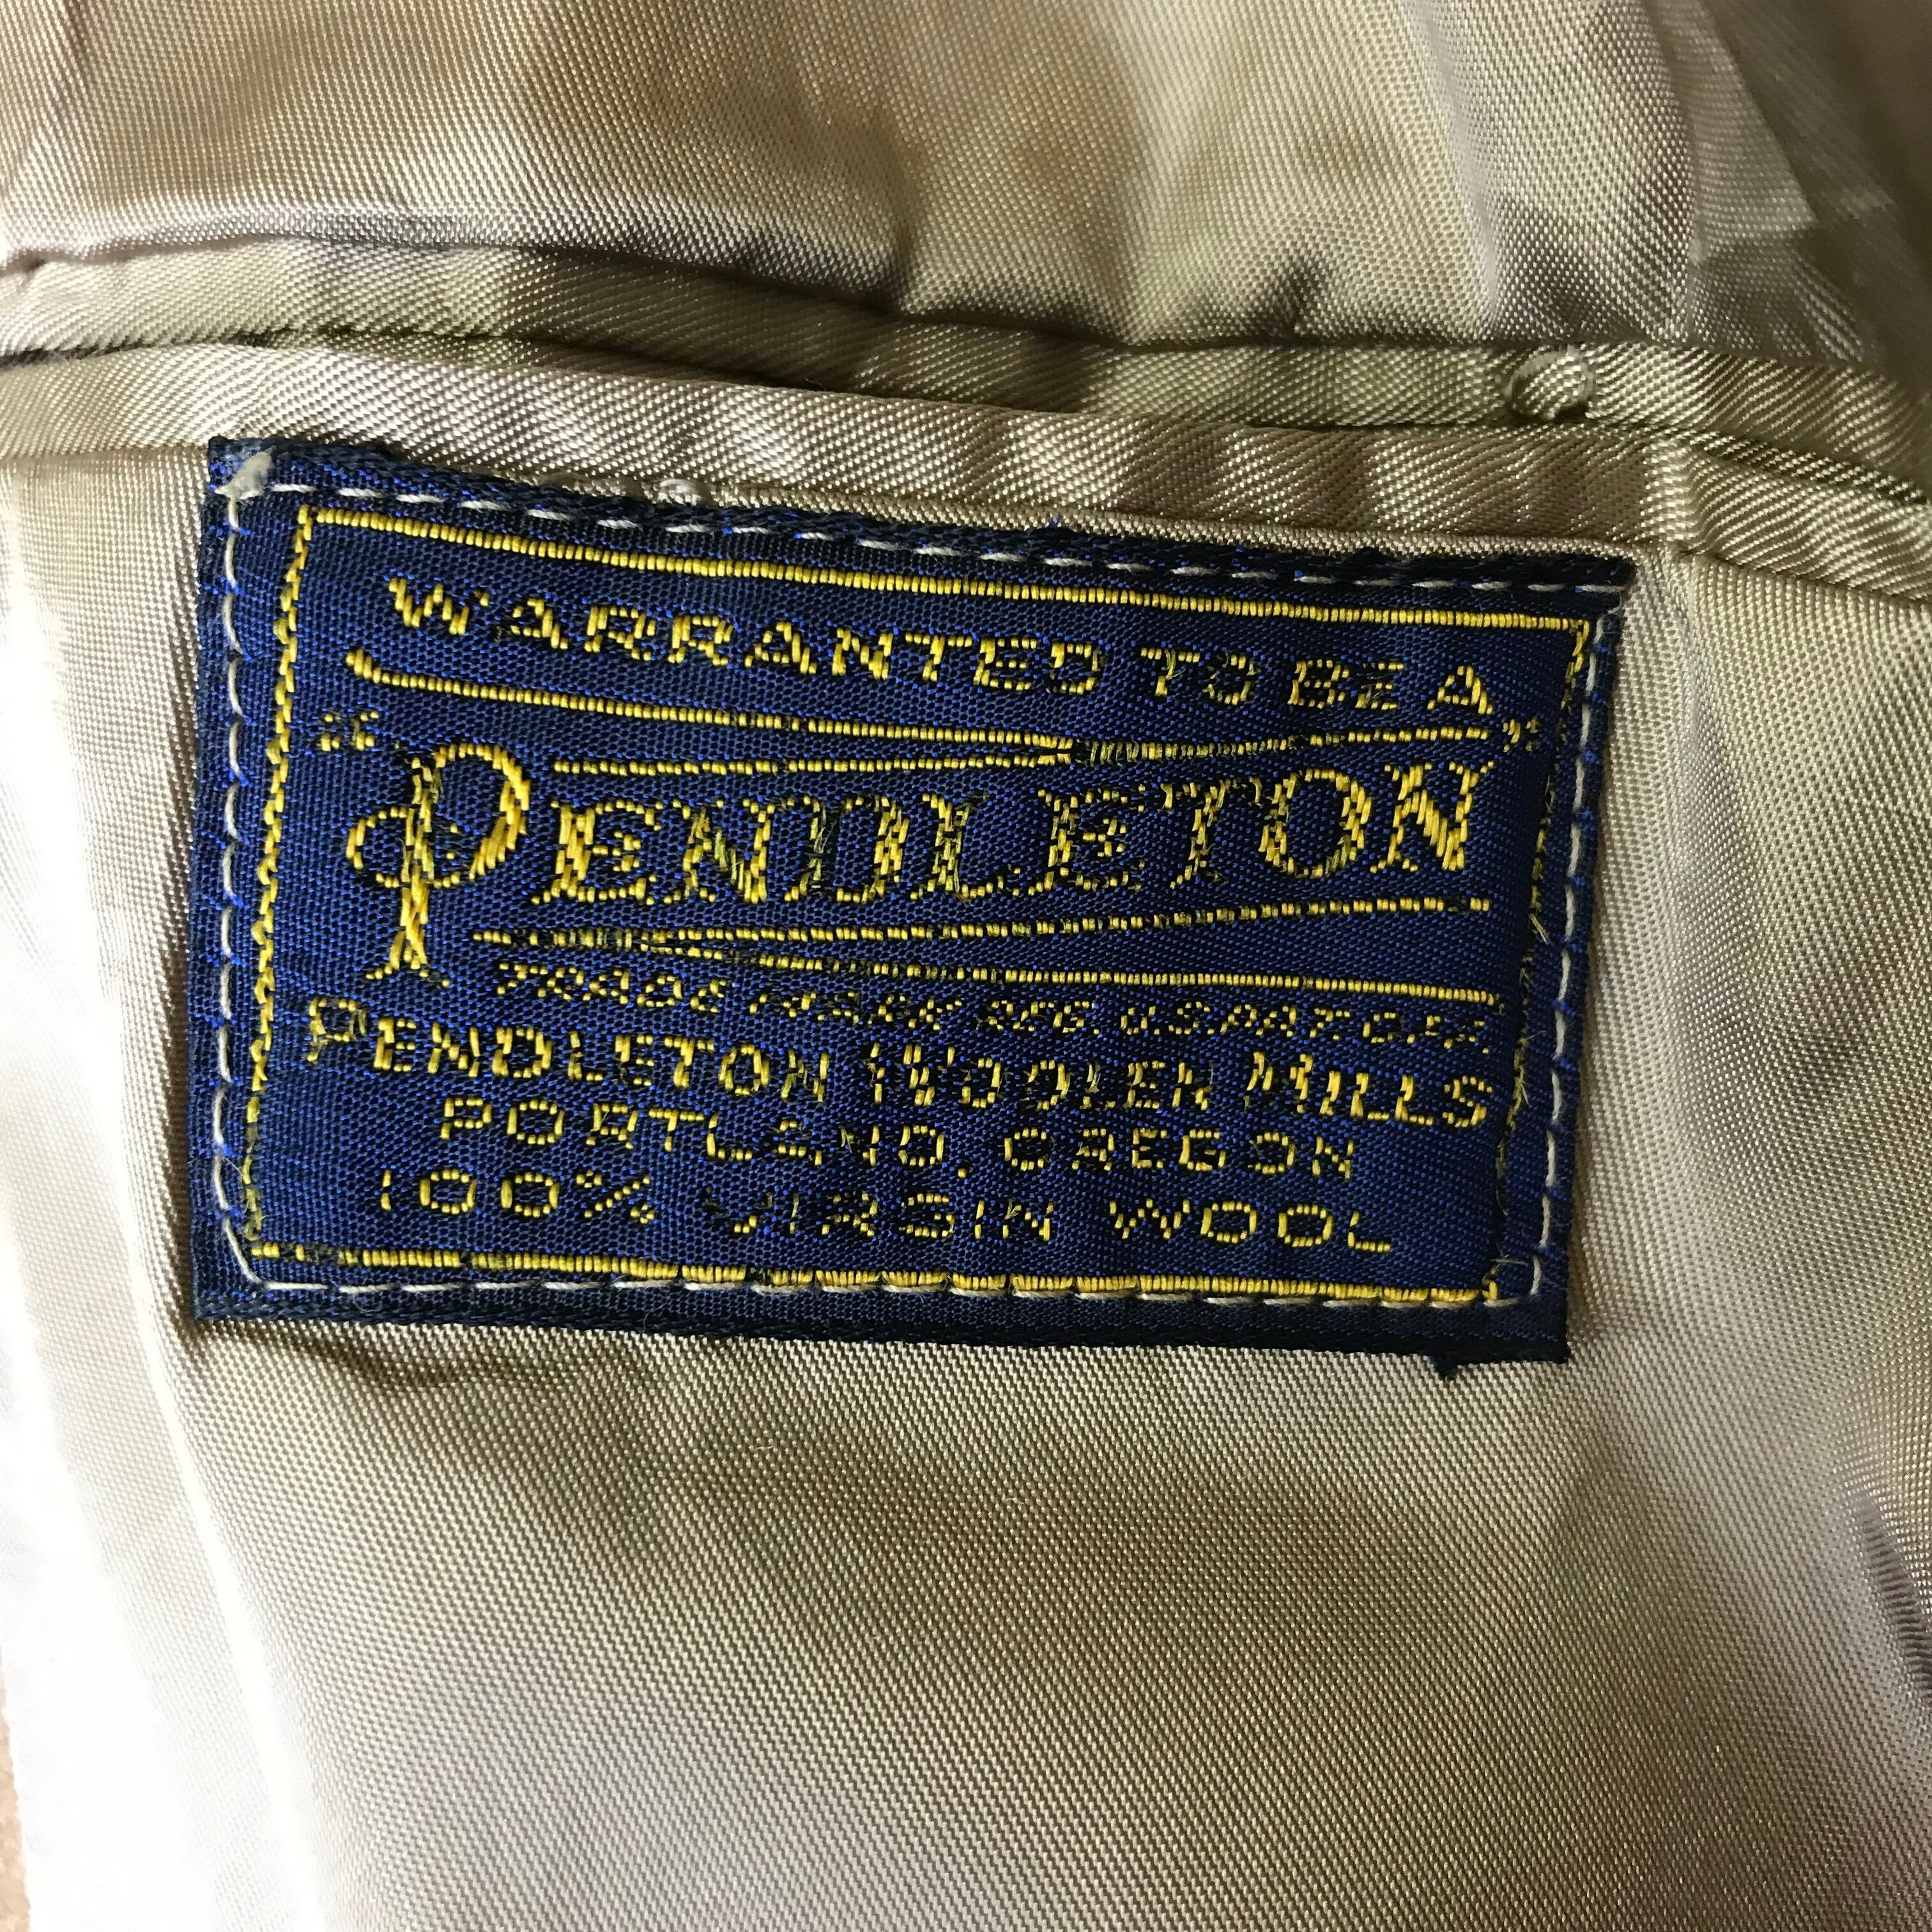 WARRANTED TO BE A
"PENDLETON"
TRADE MARK REG. U.S. PAT. OFF.
PENDLETON WOOLEN MILLS
PORTLAND, OREGON
100% VIRGIN WOOL